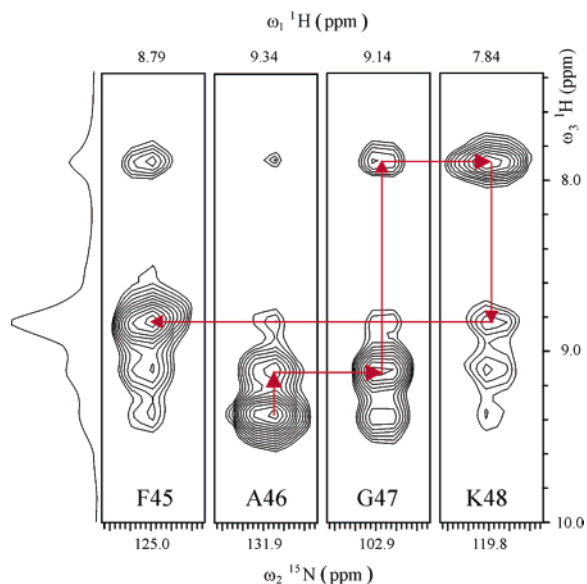 ω₁ ¹H (ppm)
8.79 9.34 9.14 7.84
ω₃ ¹H (ppm)
8.0
9.0
10.0
F45 A46 G47 K48
125.0 131.9 102.9 119.8
ω₂ ¹⁵N (ppm)